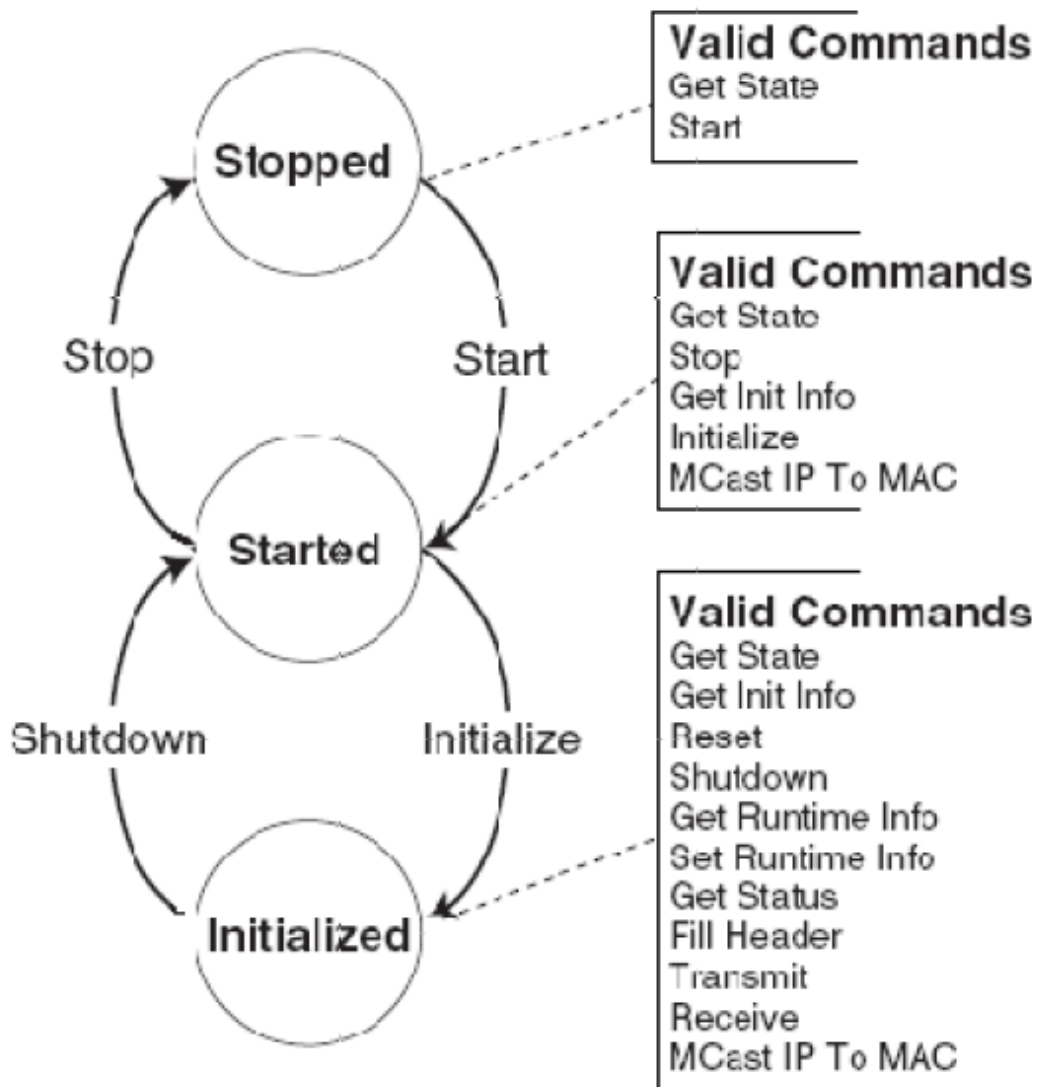 Stopped
Stop
Start
Started
Shutdown
Initialize
Initialized
Valid Commands
Get State
Start
Valid Commands
Get State
Stop
Get Init Info
Initialize
MCast IP To MAC
Valid Commands
Get State
Get Init Info
Reset
Shutdown
Get Runtime Info
Set Runtime Info
Get Status
Fill Header
Transmit
Receive
MCast IP To MAC